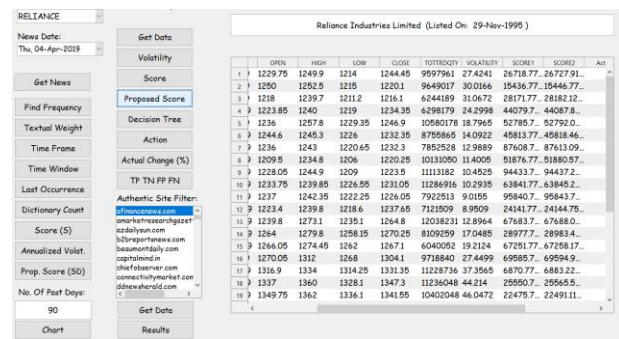 RELIANCE
News Date:
Thu, 04-Apr-2019
Get News
Find Frequency
Textual Weight
Time Frame
Time Window
Last Occurrence
Dictionary Count
Score (S)
Annualized Volat.
Prop. Score (SD)
No. Of Past Days:
90
Chart
Get Data
Volatility
Score
Proposed Score
Decision Tree
Action
Actual Change (%)
TP TN FP FN
Authentic Site Filter:
afinancenews.com
amarketresearchgazet
azdailysun.com
b2breportsnews.com
beaumontdaily.com
capitalmind.in
chiefobserver.com
connectivitymarket.con
ddnewsherald.com
Get Data
Results
Reliance Industries Limited (Listed On: 29-Nov-1995 )
OPEN HIGH LOW CLOSE TOTTRDQTY VOLATILITY SCORE1 SCORE2 Act
1 1229.75 1249.9 1214 1244.45 9597961 27.4241 26718.77... 26727.91...
2 1250 1252.5 1215 1220.1 9649017 30.0166 15436.77... 15446.77...
3 1218 1239.7 1211.2 1216.1 6244189 31.0672 28171.77... 28182.12...
4 1223.85 1240 1219 1234.35 6298179 24.2998 44079.7... 44087.8...
5 1236 1257.8 1229.35 1246.9 10580178 18.7965 52785.7... 52792.0...
6 1244.6 1245.3 1226 1232.35 8755865 14.0922 45813.77... 45818.46...
7 1236 1243 1220.65 1232.3 7852528 12.9889 87608.7... 87613.09...
8 1209.5 1234.8 1206 1220.25 10131050 11.4005 51876.77... 51880.57...
9 1228.05 1244.9 1209 1223.5 11113182 10.4525 94433.7... 94437.2...
10 1233.75 1239.85 1226.55 1231.05 11286916 10.2935 63841.77... 63845.2...
11 1237 1242.35 1222.25 1226.05 7922513 9.0155 95840.7... 95843.7...
12 1223.4 1239.8 1218.6 1237.65 7121509 8.9509 24141.77... 24144.75...
13 1239.8 1273.1 1235.1 1264.8 12038231 12.8964 67683.7... 67688.0...
14 1264 1279.8 1258.15 1270.25 8109259 17.0485 28977.7... 28983.4...
15 1266.05 1274.45 1262 1267.1 6040052 19.2124 67251.77... 67258.17...
16 1270.05 1312 1268 1304.1 9718840 27.4499 69585.7... 69594.9...
17 1316.9 1334 1314.25 1331.35 11228736 37.3565 6870.77... 6883.22...
18 1337 1360 1328.1 1347.3 11236048 44.214 25550.7... 25565.5...
19 1349.75 1362 1336.1 1341.55 10402048 46.0472 22475.7... 22491.11...